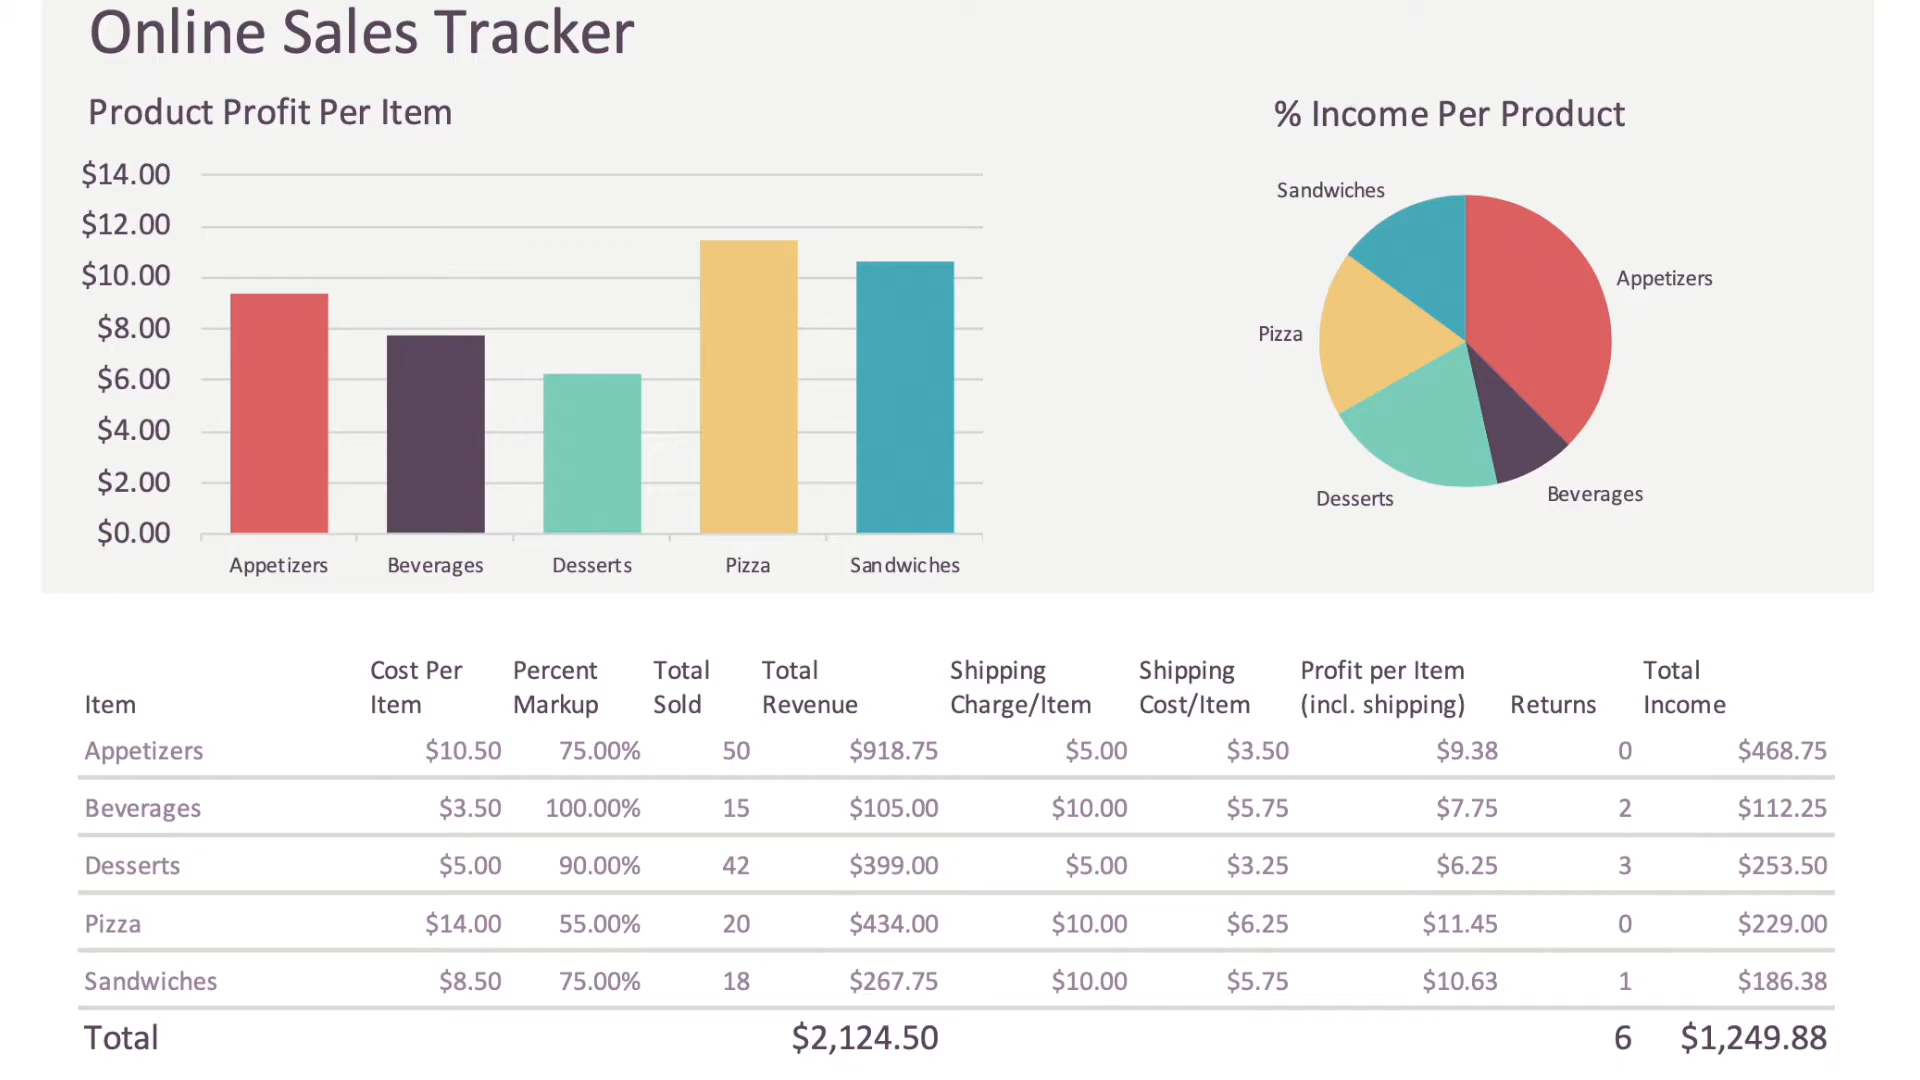 Online Sales Tracker
Product Profit Per Item
$14.00
$12.00
$10.00
$8.00
$6.00
$4.00
$2.00
$0.00
Appetizers Beverages Desserts Pizza Sandwiches
% Income Per Product
Sandwiches
Appetizers
Pizza
Desserts
Beverages
Item Cost Per Item Percent Markup Total Sold Total Revenue Shipping Charge/Item Shipping Cost/Item Profit per Item (incl. shipping) Returns Total Income
Appetizers $10.50 75.00% 50 $918.75 $5.00 $3.50 $9.38 0 $468.75
Beverages $3.50 100.00% 15 $105.00 $10.00 $5.75 $7.75 2 $112.25
Desserts $5.00 90.00% 42 $399.00 $5.00 $3.25 $6.25 3 $253.50
Pizza $14.00 55.00% 20 $434.00 $10.00 $6.25 $11.45 0 $229.00
Sandwiches $8.50 75.00% 18 $267.75 $10.00 $5.75 $10.63 1 $186.38
Total $2,124.50 6 $1,249.88